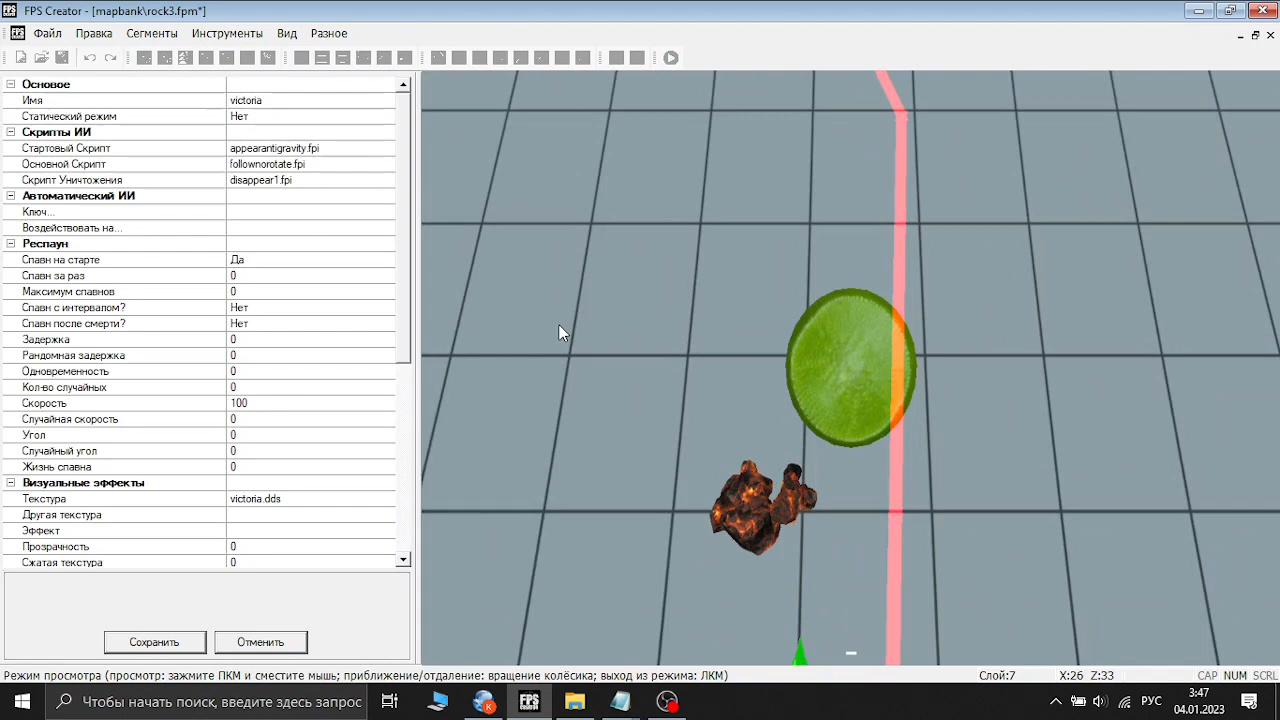 FPS Creator - [mapbank\rock3.fpm*]
Файл Правка Сегменты Инструменты Вид Разное
Основое
Имя victoria
Статический режим Нет
Скрипты ИИ
Стартовый Скрипт appearantigravity.fpi
Основной Скрипт follownorotate.fpi
Скрипт Уничтожения disappear1.fpi
Автоматический ИИ
Ключ...
Воздействовать на...
Респаун
Спавн на старте Да
Спавн за раз 0
Максимум спавнов 0
Спавн с интервалом? Нет
Спавн после смерти? Нет
Задержка 0
Рандомная задержка 0
Одновременность 0
Кол-во случайных 0
Скорость 100
Случайная скорость 0
Угол 0
Случайный угол 0
Жизнь спавна 0
Визуальные эффекты
Текстура victoria.dds
Другая текстура
Эффект
Прозрачность 0
Сжатая текстура 0
Сохранить Отменить
Режим просмотра (просмотр: зажмите ПКМ и сместите мышь; приближение/отдаление: вращение колёсика; выход из режима: ЛКМ) Слой:7 X:26 Z:33 CAP NUM SCRL
Чтобы начать поиск, введите здесь запрос FPS РУС 3:47
04.01.2023